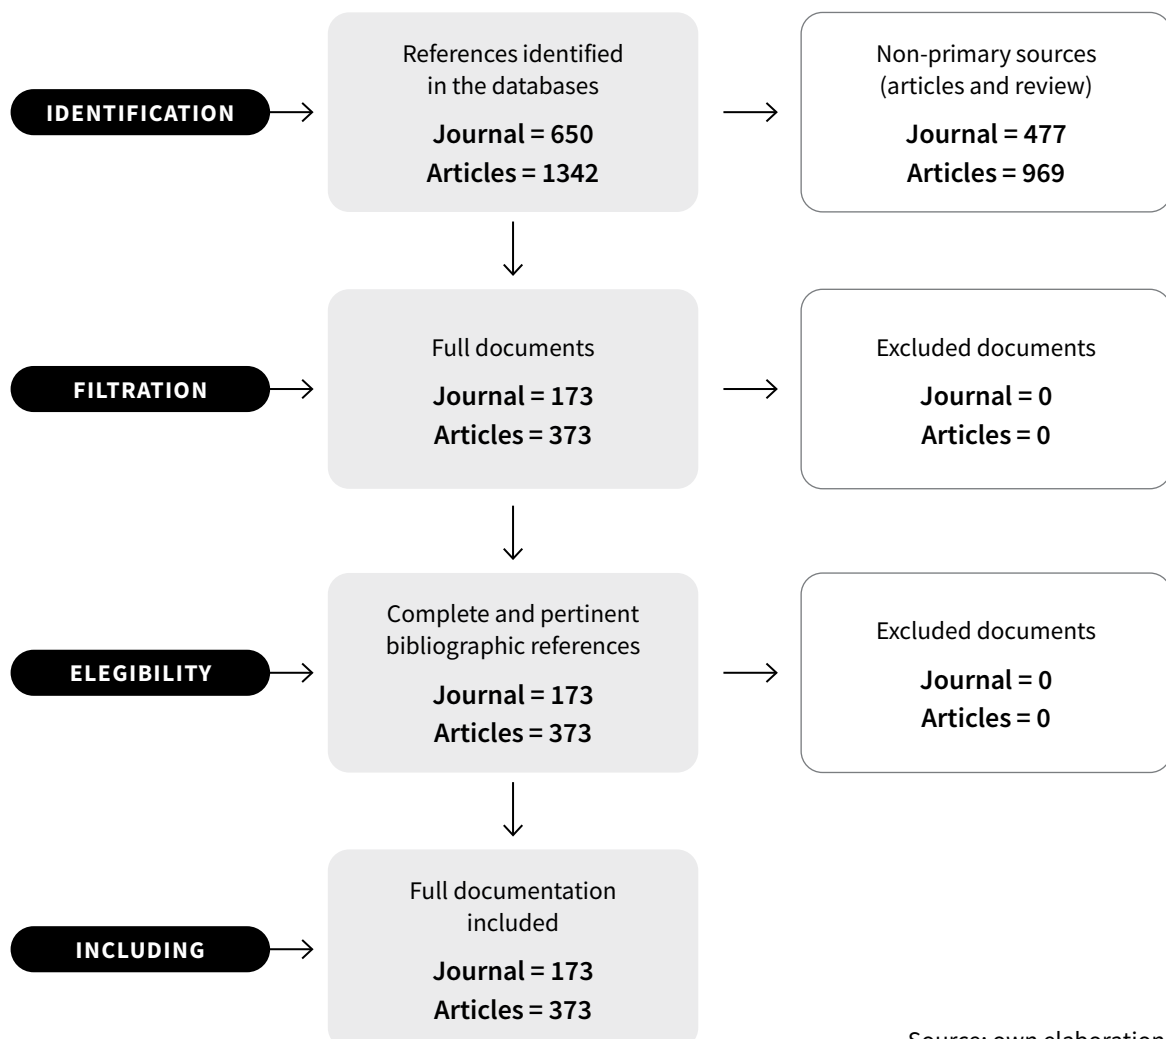 IDENTIFICATION
References identified
in the databases
Journal = 650
Articles = 1342
Non-primary sources
(articles and review)
Journal = 477
Articles = 969
FILTRATION
Full documents
Journal = 173
Articles = 373
Excluded documents
Journal = 0
Articles = 0
ELEGIBILITY
Complete and pertinent
bibliographic references
Journal = 173
Articles = 373
Excluded documents
Journal = 0
Articles = 0
INCLUDING
Full documentation
included
Journal = 173
Articles = 373
Source: own elaboration